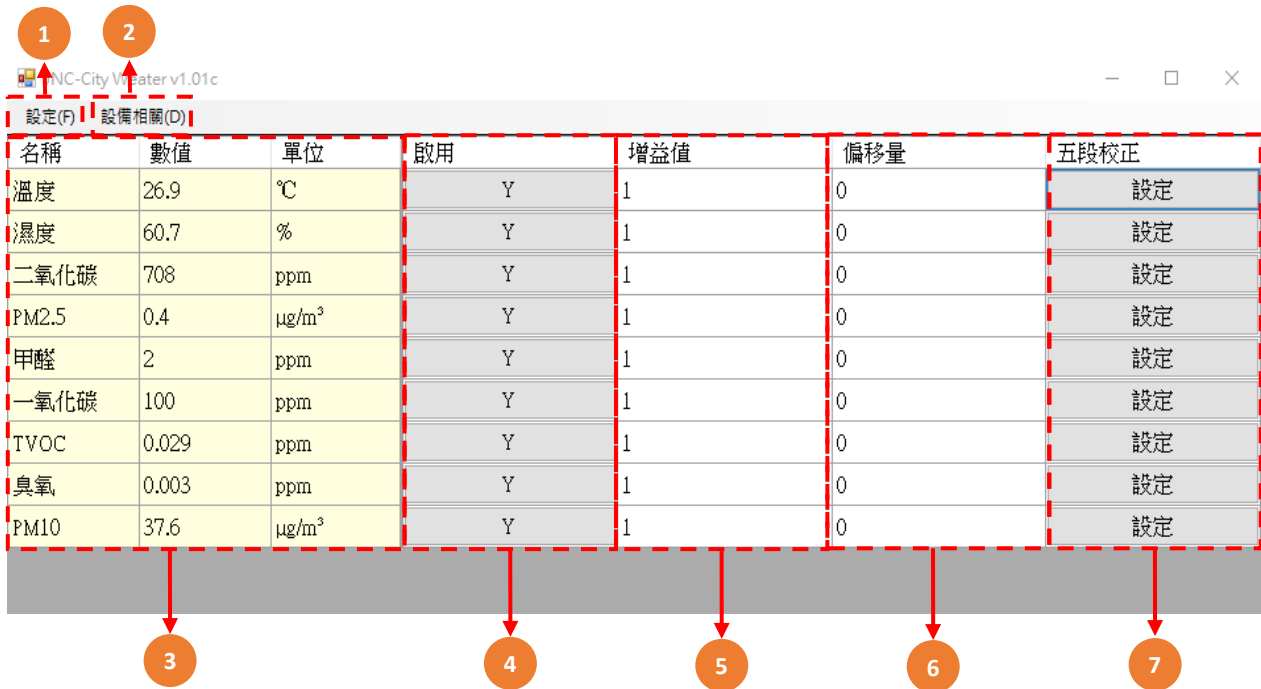 1 2
NC-City Weater v1.01c
設定(F) 設備相關(D)
名稱 數值 單位 啟用 增益值 偏移量 五段校正
溫度 26.9 ℃ Y 1 0 設定
濕度 60.7 % Y 1 0 設定
二氧化碳 708 ppm Y 1 0 設定
PM2.5 0.4 μg/m³ Y 1 0 設定
甲醛 2 ppm Y 1 0 設定
一氧化碳 100 ppm Y 1 0 設定
TVOC 0.029 ppm Y 1 0 設定
臭氧 0.003 ppm Y 1 0 設定
PM10 37.6 μg/m³ Y 1 0 設定
3 4 5 6 7